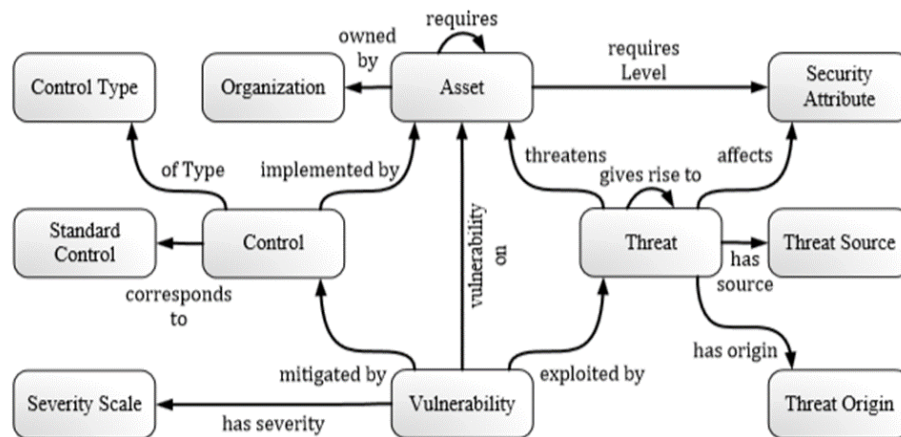 requires
owned
by
requires
Level
Control Type
Organization
Asset
Security
Attribute
of Type
implemented by
threatens
gives rise to
affects
vulnerability
on
Standard
Control
Control
Threat
Threat Source
has
source
corresponds
to
mitigated by
exploited by
has origin
Severity Scale
has severity
Vulnerability
Threat Origin